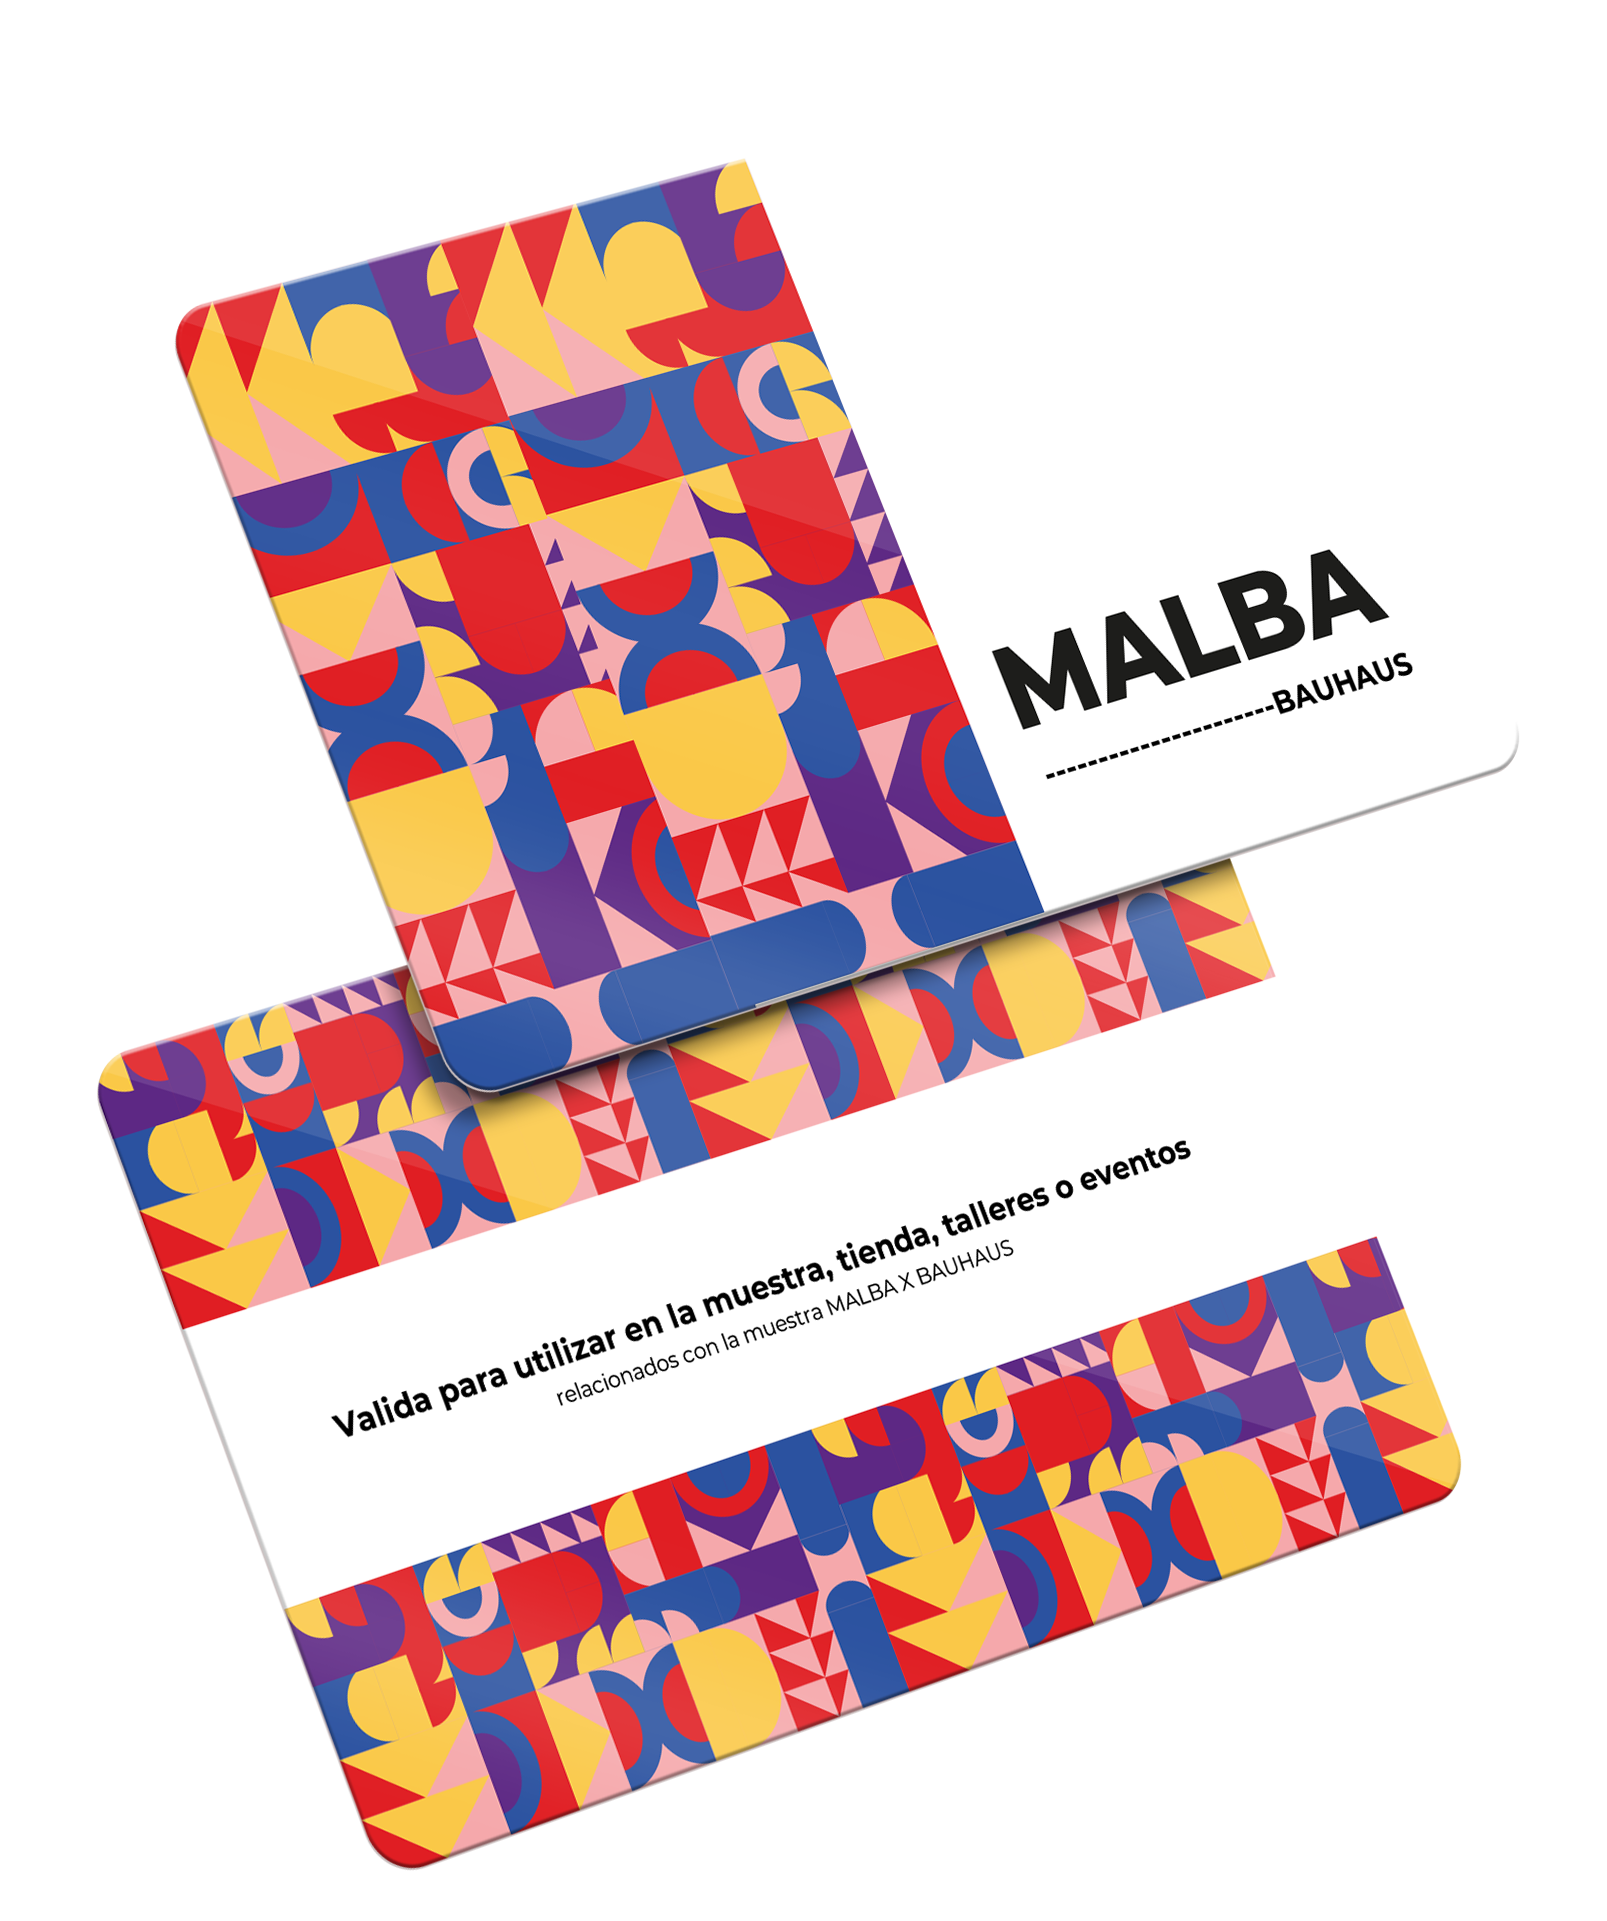 MALBA
BAUHAUS
Valida para utilizar en la muestra, tienda, talleres o eventos
relacionados con la muestra MALBA X BAUHAUS